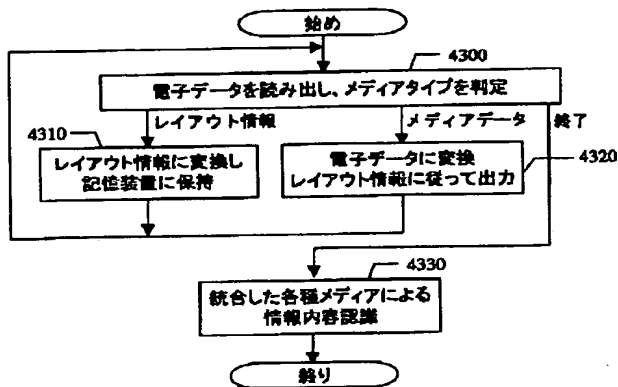 始め
4300
電子データを読み出し、メディアタイプを判定
レイアウト情報
メディアデータ
終了
4310
レイアウト情報に変換し
記憶装置に保持
電子データに変換
レイアウト情報に従って出力
4320
4330
統合した各種メディアによる
情報内容認識
終り